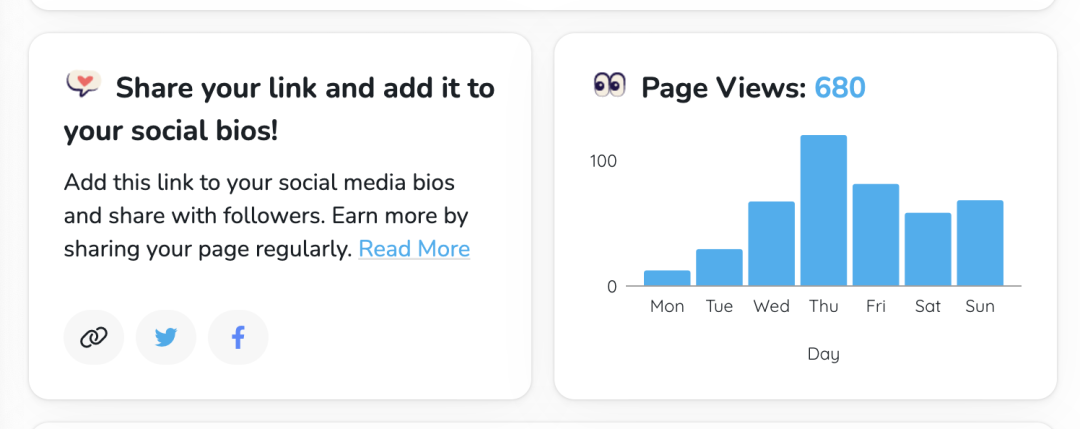 Share your link and add it to
your social bios!
Add this link to your social media bios
and share with followers. Earn more by
sharing your page regularly. Read More
Page Views: 680
100
0
Mon Tue Wed Thu Fri Sat Sun
Day